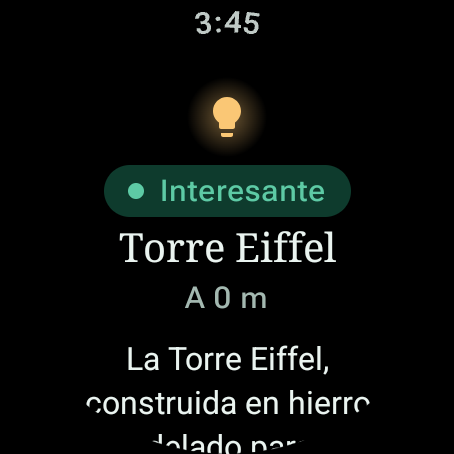 3:45
Interesante
Torre Eiffel
A 0 m
La Torre Eiffel,
construida en hierro